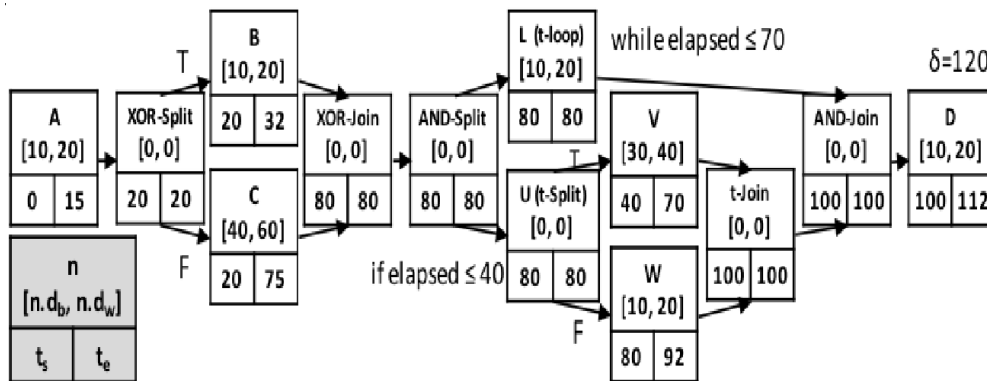 A
[10, 20]
0 15
XOR-Split
[0, 0]
20 20
T
F
B
[10, 20]
20 32
C
[40, 60]
20 75
XOR-Join
[0, 0]
80 80
AND-Split
[0, 0]
80 80
L (t-loop)
[10, 20]
80 80
while elapsed ≤ 70
U (t-Split)
[0, 0]
80 80
if elapsed ≤ 40
T
F
V
[30, 40]
40 70
W
[10, 20]
80 92
t-Join
[0, 0]
100 100
AND-Join
[0, 0]
100 100
δ=120
D
[10, 20]
100 112
n
[n.d_b, n.d_w]
t_s t_e